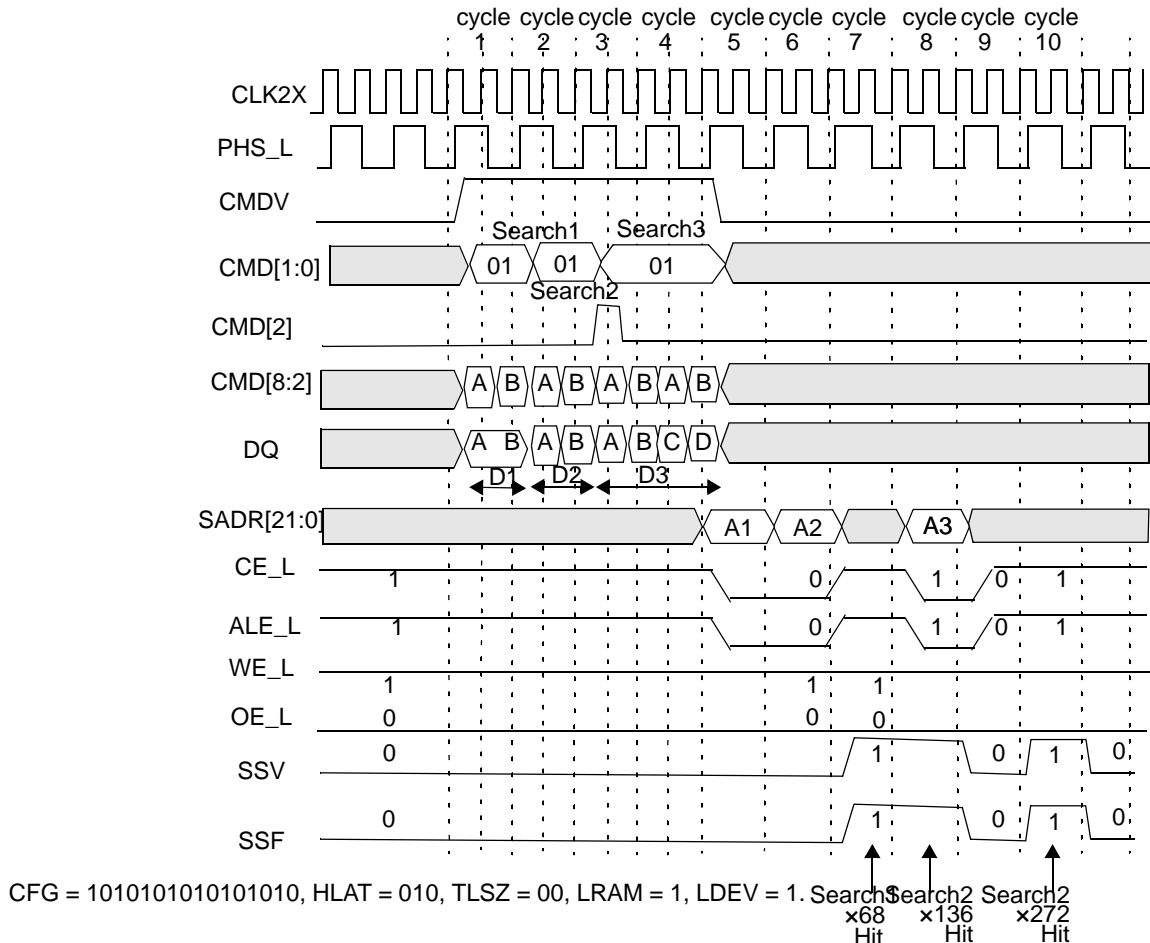 cycle cycle cycle cycle cycle cycle cycle cycle cycle cycle
1 2 3 4 5 6 7 8 9 10
CLK2X
PHS_L
CMDV
Search1 Search3
CMD[1:0] 01 01 01
Search2
CMD[2]
CMD[8:2] A B A B A B A B
DQ A B A B A B C D
D1 D2 D3
SADR[21:0] A1 A2 A3
CE_L 1 0 1 0 1
ALE_L 1 0 1 0 1
WE_L 1 1 1
OE_L 0 0 0
SSV 0 1 0 1 0
SSF 0 1 0 1 0
CFG = 1010101010101010, HLAT = 010, TLSZ = 00, LRAM = 1, LDEV = 1.
Search2 Search2
×68 ×136 ×272
Hit Hit Hit